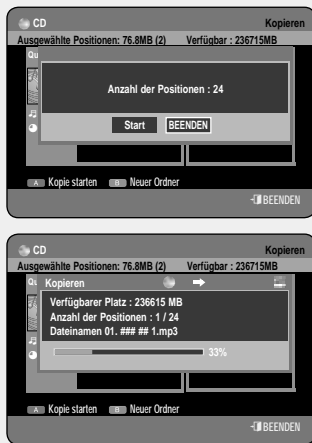 CD Kopieren
Ausgewählte Positionen: 76.8MB (2) Verfügbar : 236715MB
Qu
Anzahl der Positionen : 24
Start BEENDEN
A Kopie starten B Neuer Ordner
BEENDEN
CD Kopieren
Ausgewählte Positionen: 76.8MB (2) Verfügbar : 236715MB
Qu Kopieren
Verfügbarer Platz : 236615 MB
Anzahl der Positionen : 1 / 24
Dateinamen 01. ### ## 1.mp3
33%
A Kopie starten B Neuer Ordner
BEENDEN